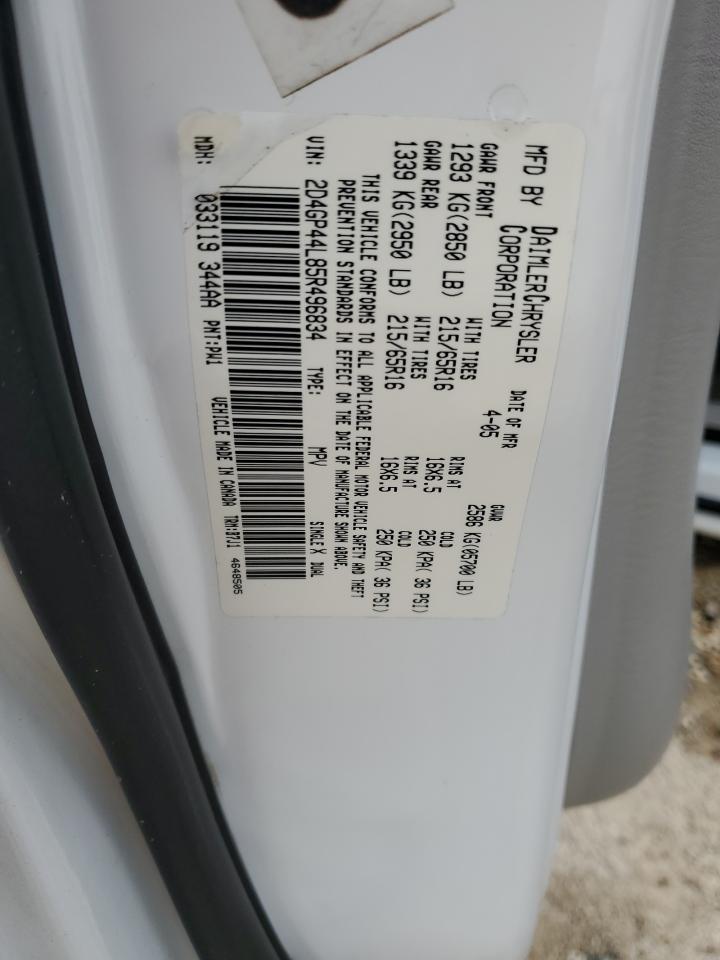 MFD BY DAIMLERCHRYSLER CORPORATION
DATE OF MFR 4-05
GWR 2586 KG(05700 LB)
GAWR FRONT WITH TIRES RIMS AT COLD
1293 KG(2850 LB) 215/65R16 16X6.5 250 KPA( 36 PSI)
GAWR REAR WITH TIRES RIMS AT COLD
1339 KG(2950 LB) 215/65R16 16X6.5 250 KPA( 36 PSI)
THIS VEHICLE CONFORMS TO ALL APPLICABLE FEDERAL MOTOR VEHICLE SAFETY AND THEFT
PREVENTION STANDARDS IN EFFECT ON THE DATE OF MANUFACTURE SHOWN ABOVE.
VIN: 2D4GP44L85R496834 TYPE: MPV SINGLE X DUAL
MDH: 033119 344AA PNT:PW1 VEHICLE MADE IN CANADA TRM:B7J1 4648505